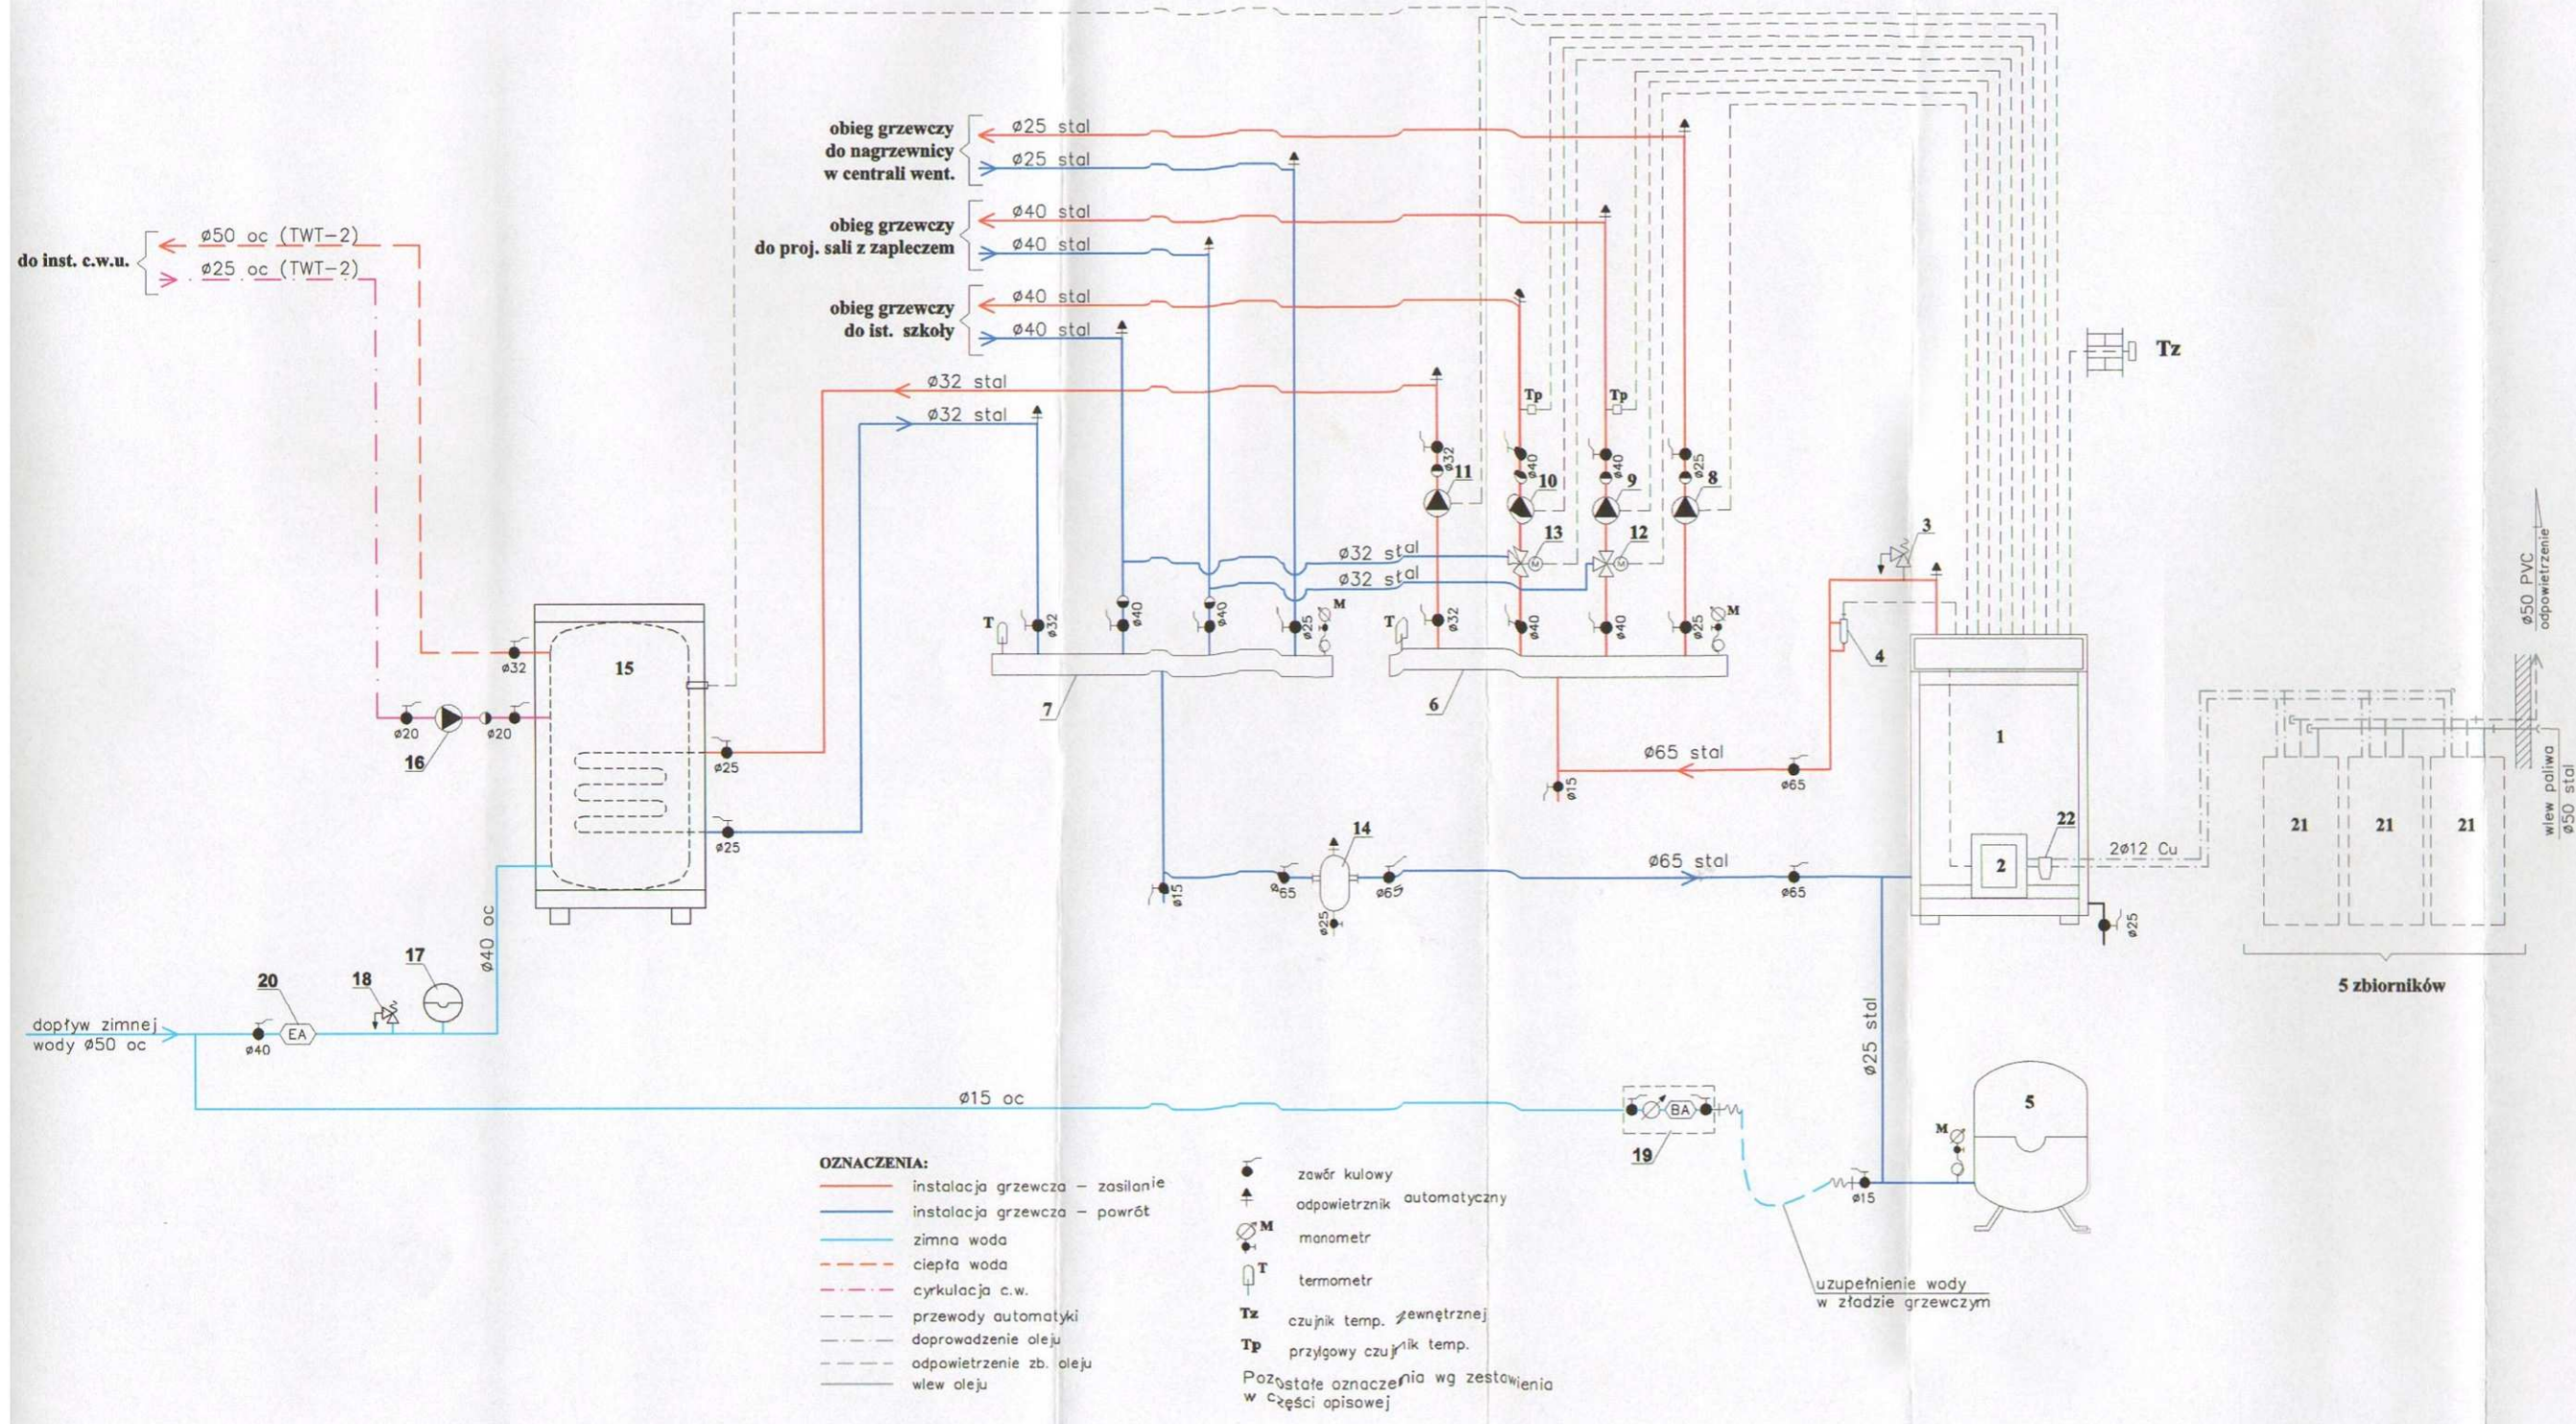 obieg grzewczy
do nagrzewnicy
w centrali went.
ø25 stal
ø25 stal
obieg grzewczy
do proj. sali z zapleczem
ø40 stal
ø40 stal
obieg grzewczy
do ist. szkoły
ø40 stal
ø40 stal
do inst. c.w.u.
ø50 oc (TWT-2)
ø25 oc (TWT-2)
ø32 stal
ø32 stal
Tz
Tp
Tp
ø32
ø40
ø40
ø25
11
10
9
8
13
12
ø32 stal
ø32 stal
3
4
T
ø32
ø40
ø40
ø25
M
T
ø32
ø40
ø40
ø25
M
7
6
15
ø32
ø20
ø20
16
ø25
ø25
ø65 stal
ø65
ø15
1
2
22
2ø12 Cu
21
21
21
5 zbiorników
ø50 PVC
odpowietrzenie
wlew paliwa
ø50 stal
14
ø15
ø65
ø65
ø25
ø65 stal
ø65
ø25
ø40 oc
17
18
20
EA
ø40
dopływ zimnej
wody ø50 oc
ø15 oc
BA
19
ø25 stal
5
M
ø15
uzupełnienie wody
w zładzie grzewczym
OZNACZENIA:
instalacja grzewcza – zasilanie
instalacja grzewcza – powrót
zimna woda
ciepła woda
cyrkulacja c.w.
przewody automatyki
doprowadzenie oleju
odpowietrzenie zb. oleju
wlew oleju
zawór kulowy
odpowietrznik automatyczny
M
manometr
T
termometr
Tz czujnik temp. zewnętrznej
Tp przylgowy czujnik temp.
Pozostałe oznaczenia wg zestawienia
w części opisowej